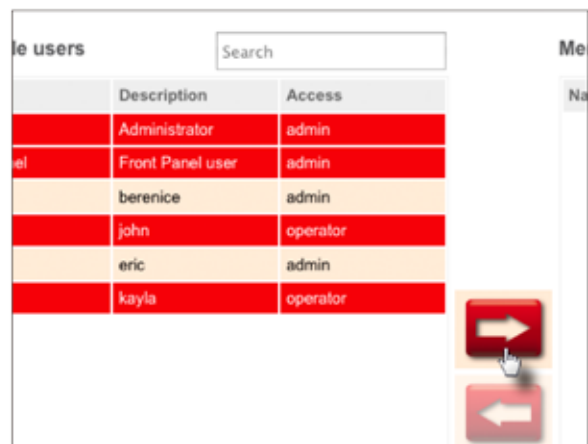 le users Search Me
Description Access Na
Administrator admin
el Front Panel user admin
berenice admin
john operator
eric admin
kayla operator